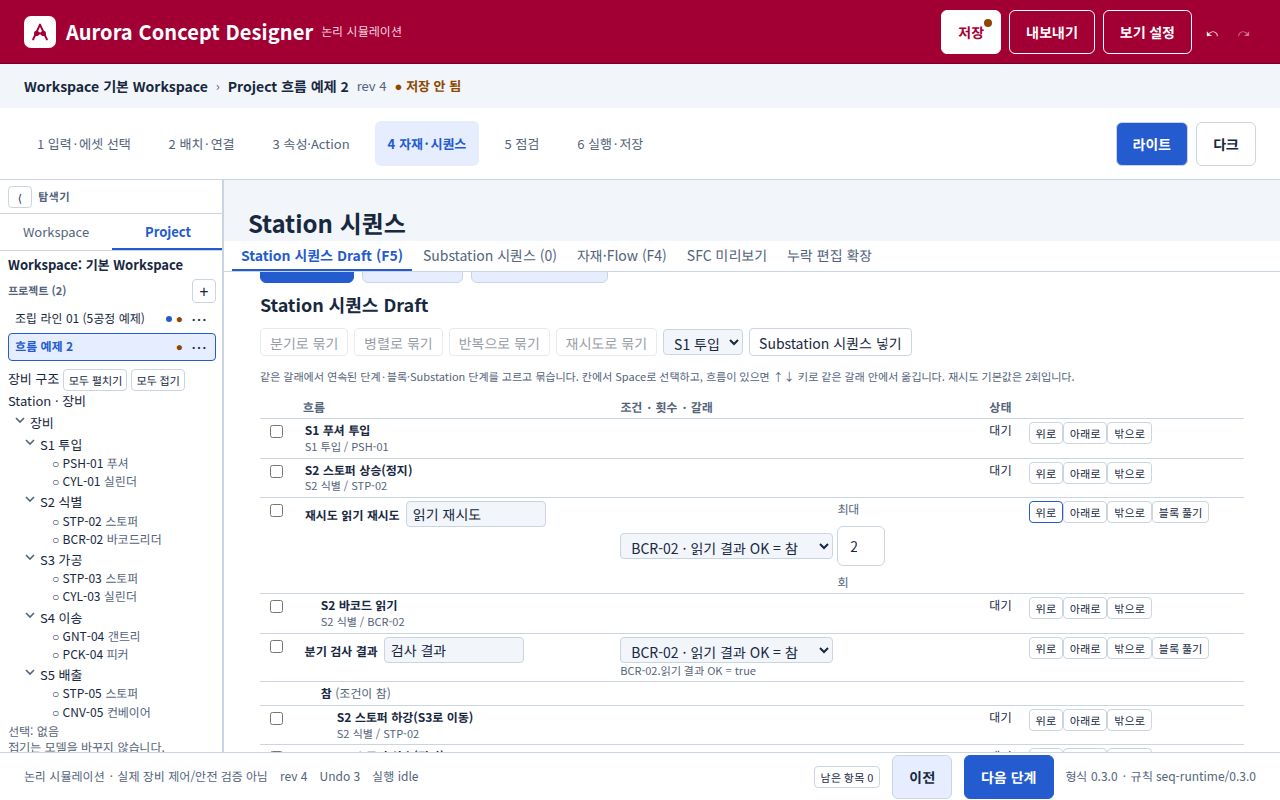 Aurora Concept Designer 논리 시뮬레이션 저장 내보내기 보기 설정
Workspace 기본 Workspace › Project 흐름 예제 2 rev 4 ● 저장 안 됨
1 입력·에셋 선택 2 배치·연결 3 속성·Action 4 자재·시퀀스 5 점검 6 실행·저장 라이트 다크
탐색기
Workspace Project
Workspace: 기본 Workspace
프로젝트 (2) +
조립 라인 01 (5공정 예제) ● ● ···
흐름 예제 2 ● ···
장비 구조 모두 펼치기 모두 접기
Station · 장비
장비
S1 투입
○ PSH-01 푸셔
○ CYL-01 실린더
S2 식별
○ STP-02 스토퍼
○ BCR-02 바코드리더
S3 가공
○ STP-03 스토퍼
○ CYL-03 실린더
S4 이송
○ GNT-04 갠트리
○ PCK-04 피커
S5 배출
○ STP-05 스토퍼
○ CNV-05 컨베이어
선택: 없음
접기는 모델을 바꾸지 않습니다.
Station 시퀀스
Station 시퀀스 Draft (F5) Substation 시퀀스 (0) 자재·Flow (F4) SFC 미리보기 누락 편집 확장
Station 시퀀스 Draft
분기로 묶기 병렬로 묶기 반복으로 묶기 재시도로 묶기 S1 투입 Substation 시퀀스 넣기
같은 갈래에서 연속된 단계·블록·Substation 단계를 고르고 묶습니다. 칸에서 Space로 선택하고, 흐름이 있으면 ↑↓ 키로 같은 갈래 안에서 옮깁니다. 재시도 기본값은 2회입니다.
흐름 조건 · 횟수 · 갈래 상태
S1 푸셔 투입 대기 위로 아래로 밖으로
S1 투입 / PSH-01
S2 스토퍼 상승(정지) 대기 위로 아래로 밖으로
S2 식별 / STP-02
최대
재시도 읽기 재시도 읽기 재시도 위로 아래로 밖으로 블록 풀기
BCR-02 · 읽기 결과 OK = 참 2
회
S2 바코드 읽기 대기 위로 아래로 밖으로
S2 식별 / BCR-02
분기 검사 결과 검사 결과 BCR-02 · 읽기 결과 OK = 참 위로 아래로 밖으로 블록 풀기
BCR-02.읽기 결과 OK = true
참 (조건이 참)
S2 스토퍼 하강(S3로 이동) 대기 위로 아래로 밖으로
S2 식별 / STP-02
논리 시뮬레이션 · 실제 장비 제어/안전 검증 아님 rev 4 Undo 3 실행 idle 남은 항목 0 이전 다음 단계 형식 0.3.0 · 규칙 seq-runtime/0.3.0